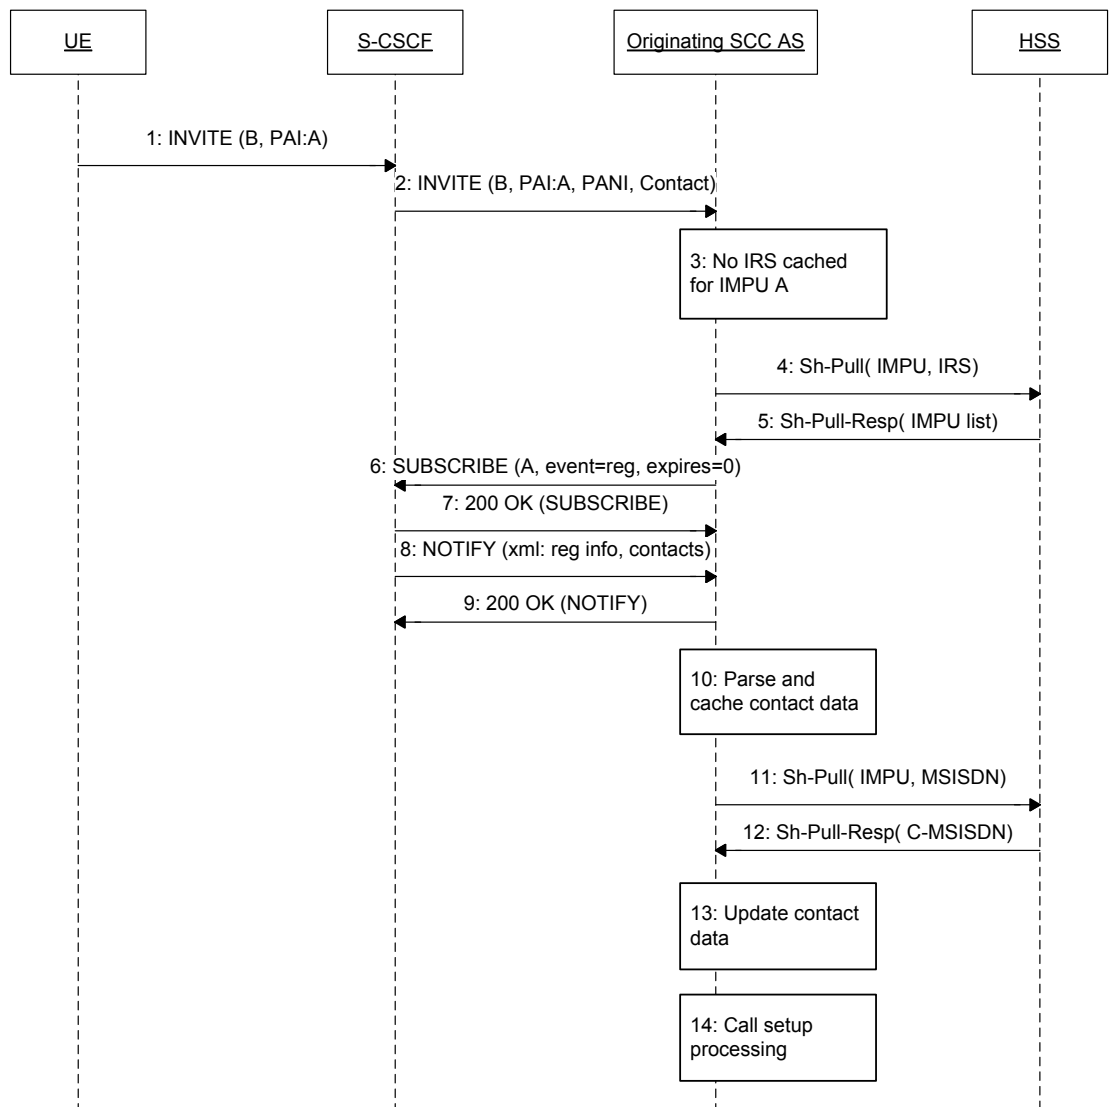 UE
S-CSCF
Originating SCC AS
HSS
1: INVITE (B, PAI:A)
2: INVITE (B, PAI:A, PANI, Contact)
3: No IRS cached
for IMPU A
4: Sh-Pull( IMPU, IRS)
5: Sh-Pull-Resp( IMPU list)
6: SUBSCRIBE (A, event=reg, expires=0)
7: 200 OK (SUBSCRIBE)
8: NOTIFY (xml: reg info, contacts)
9: 200 OK (NOTIFY)
10: Parse and
cache contact data
11: Sh-Pull( IMPU, MSISDN)
12: Sh-Pull-Resp( C-MSISDN)
13: Update contact
data
14: Call setup
processing